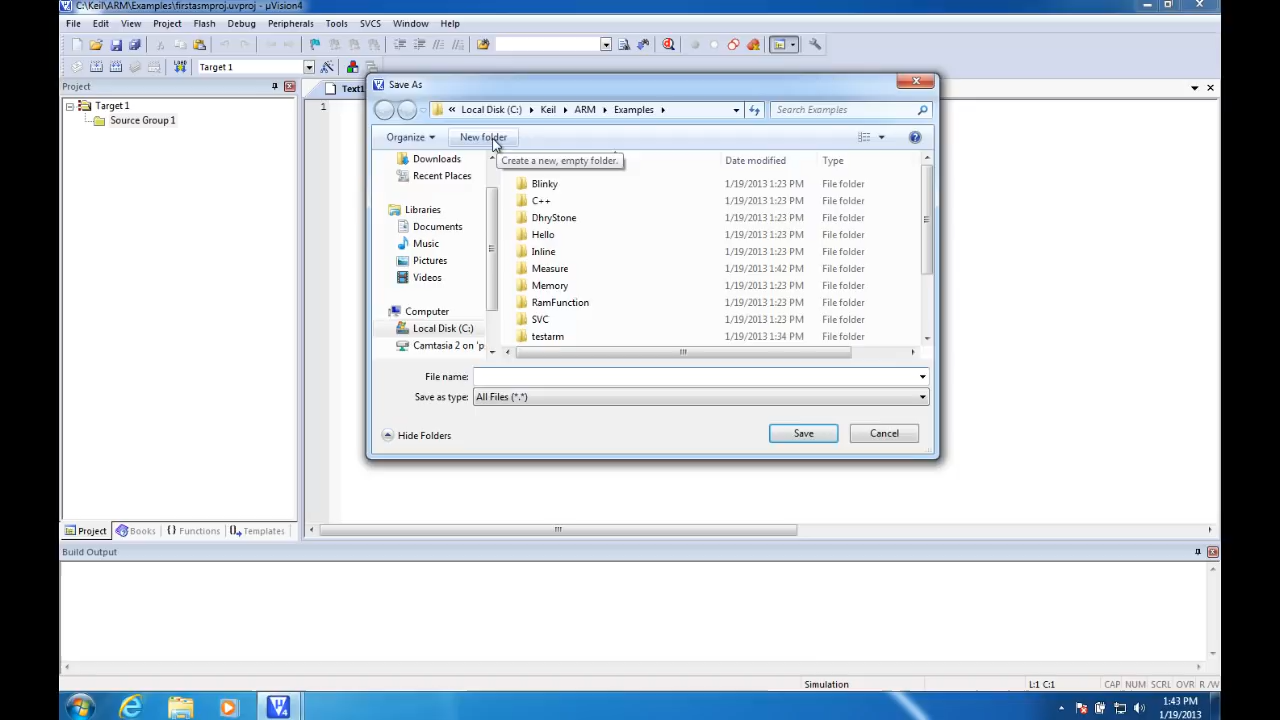 C:\Keil\ARM\Examples\firstasmproj.uvproj - µVision4
File Edit View Project Flash Debug Peripherals Tools SVCS Window Help
Target 1
Project
Target 1
Source Group 1
Text1
1
Save As
« Local Disk (C:) Keil ARM Examples
Search Examples
Organize New folder
Create a new, empty folder.
Date modified Type
Downloads
Recent Places
Libraries
Documents
Music
Pictures
Videos
Computer
Local Disk (C:)
Camtasia 2 on 'p
Blinky 1/19/2013 1:23 PM File folder
C++ 1/19/2013 1:23 PM File folder
DhryStone 1/19/2013 1:23 PM File folder
Hello 1/19/2013 1:23 PM File folder
Inline 1/19/2013 1:23 PM File folder
Measure 1/19/2013 1:42 PM File folder
Memory 1/19/2013 1:23 PM File folder
RamFunction 1/19/2013 1:23 PM File folder
SVC 1/19/2013 1:23 PM File folder
testarm 1/19/2013 1:34 PM File folder
File name:
Save as type: All Files (*.*)
Hide Folders
Save Cancel
Project Books {} Functions Templates
Build Output
Simulation L:1 C:1 CAP NUM SCRL OVR R/W
1:43 PM
1/19/2013